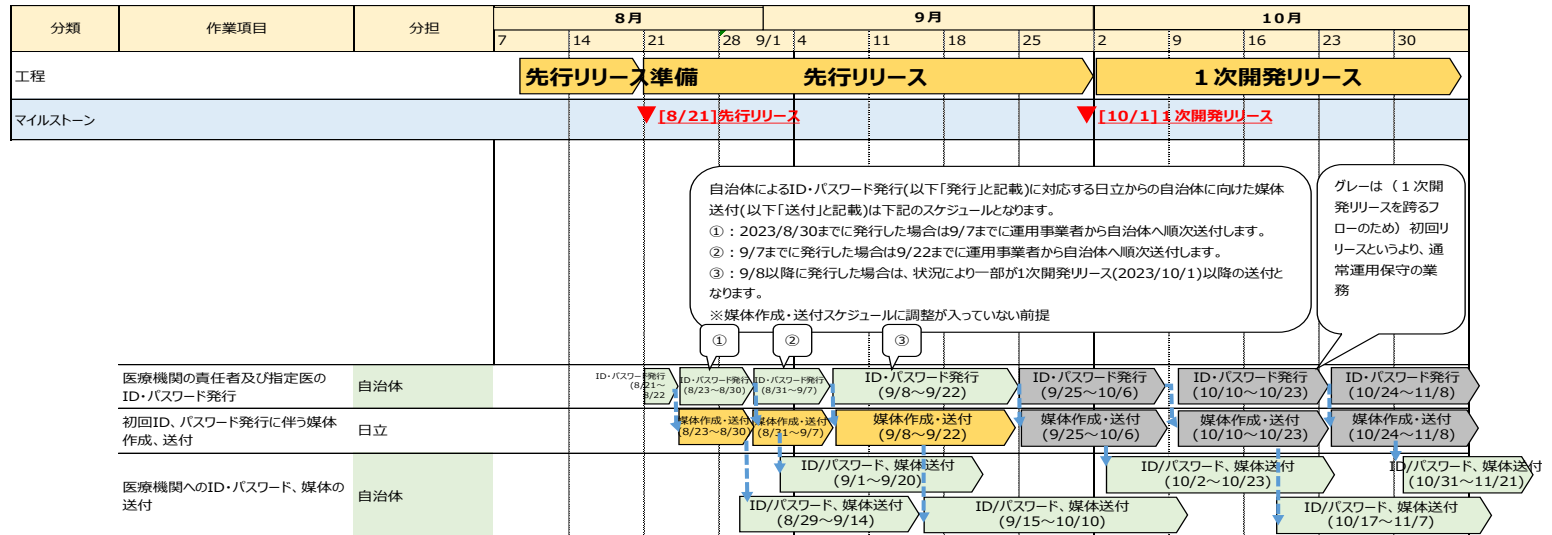 分類
作業項目
分担
8月
9月
10月
7 14 21 28 9/1 4 11 18 25 2 9 16 23 30
工程
先行リリース準備
先行リリース
1次開発リリース
マイルストーン
[8/21]先行リリース
[10/1]1次開発リリース
自治体によるID・パスワード発行(以下「発行」と記載)に対応する日立からの自治体に向けた媒体
送付(以下「送付」と記載)は下記のスケジュールとなります。
①：2023/8/30までに発行した場合は9/7までに運用事業者から自治体へ順次送付します。
②：9/7までに発行した場合は9/22までに運用事業者から自治体へ順次送付します。
③：9/8以降に発行した場合は、状況により一部が1次開発リリース(2023/10/1)以降の送付と
なります。
※媒体作成・送付スケジュールに調整が入っていない前提
グレーは（１次開
発リリースを跨るフ
ローのため）初回リ
リースというより、通
常運用保守の業
務
①
②
③
医療機関の責任者及び指定医の
ID・パスワード発行
自治体
ID・パスワード発行
(8/21～
8/22
ID・パスワード発行
(8/23～8/30)
ID・パスワード発行
(8/31～9/7)
ID・パスワード発行
(9/8～9/22)
ID・パスワード発行
(9/25～10/6)
ID・パスワード発行
(10/10～10/23)
ID・パスワード発行
(10/24～11/8)
初回ID、パスワード発行に伴う媒体
作成、送付
日立
媒体作成・送付
(8/23～8/30)
媒体作成・送付
(8/31～9/7)
媒体作成・送付
(9/8～9/22)
媒体作成・送付
(9/25～10/6)
媒体作成・送付
(10/10～10/23)
媒体作成・送付
(10/24～11/8)
医療機関へのID・パスワード、媒体の
送付
自治体
ID/パスワード、媒体送付
(9/1～9/20)
ID/パスワード、媒体送付
(10/2～10/23)
ID/パスワード、媒体送付
(10/31～11/21)
ID/パスワード、媒体送付
(8/29～9/14)
ID/パスワード、媒体送付
(9/15～10/10)
ID/パスワード、媒体送付
(10/17～11/7)